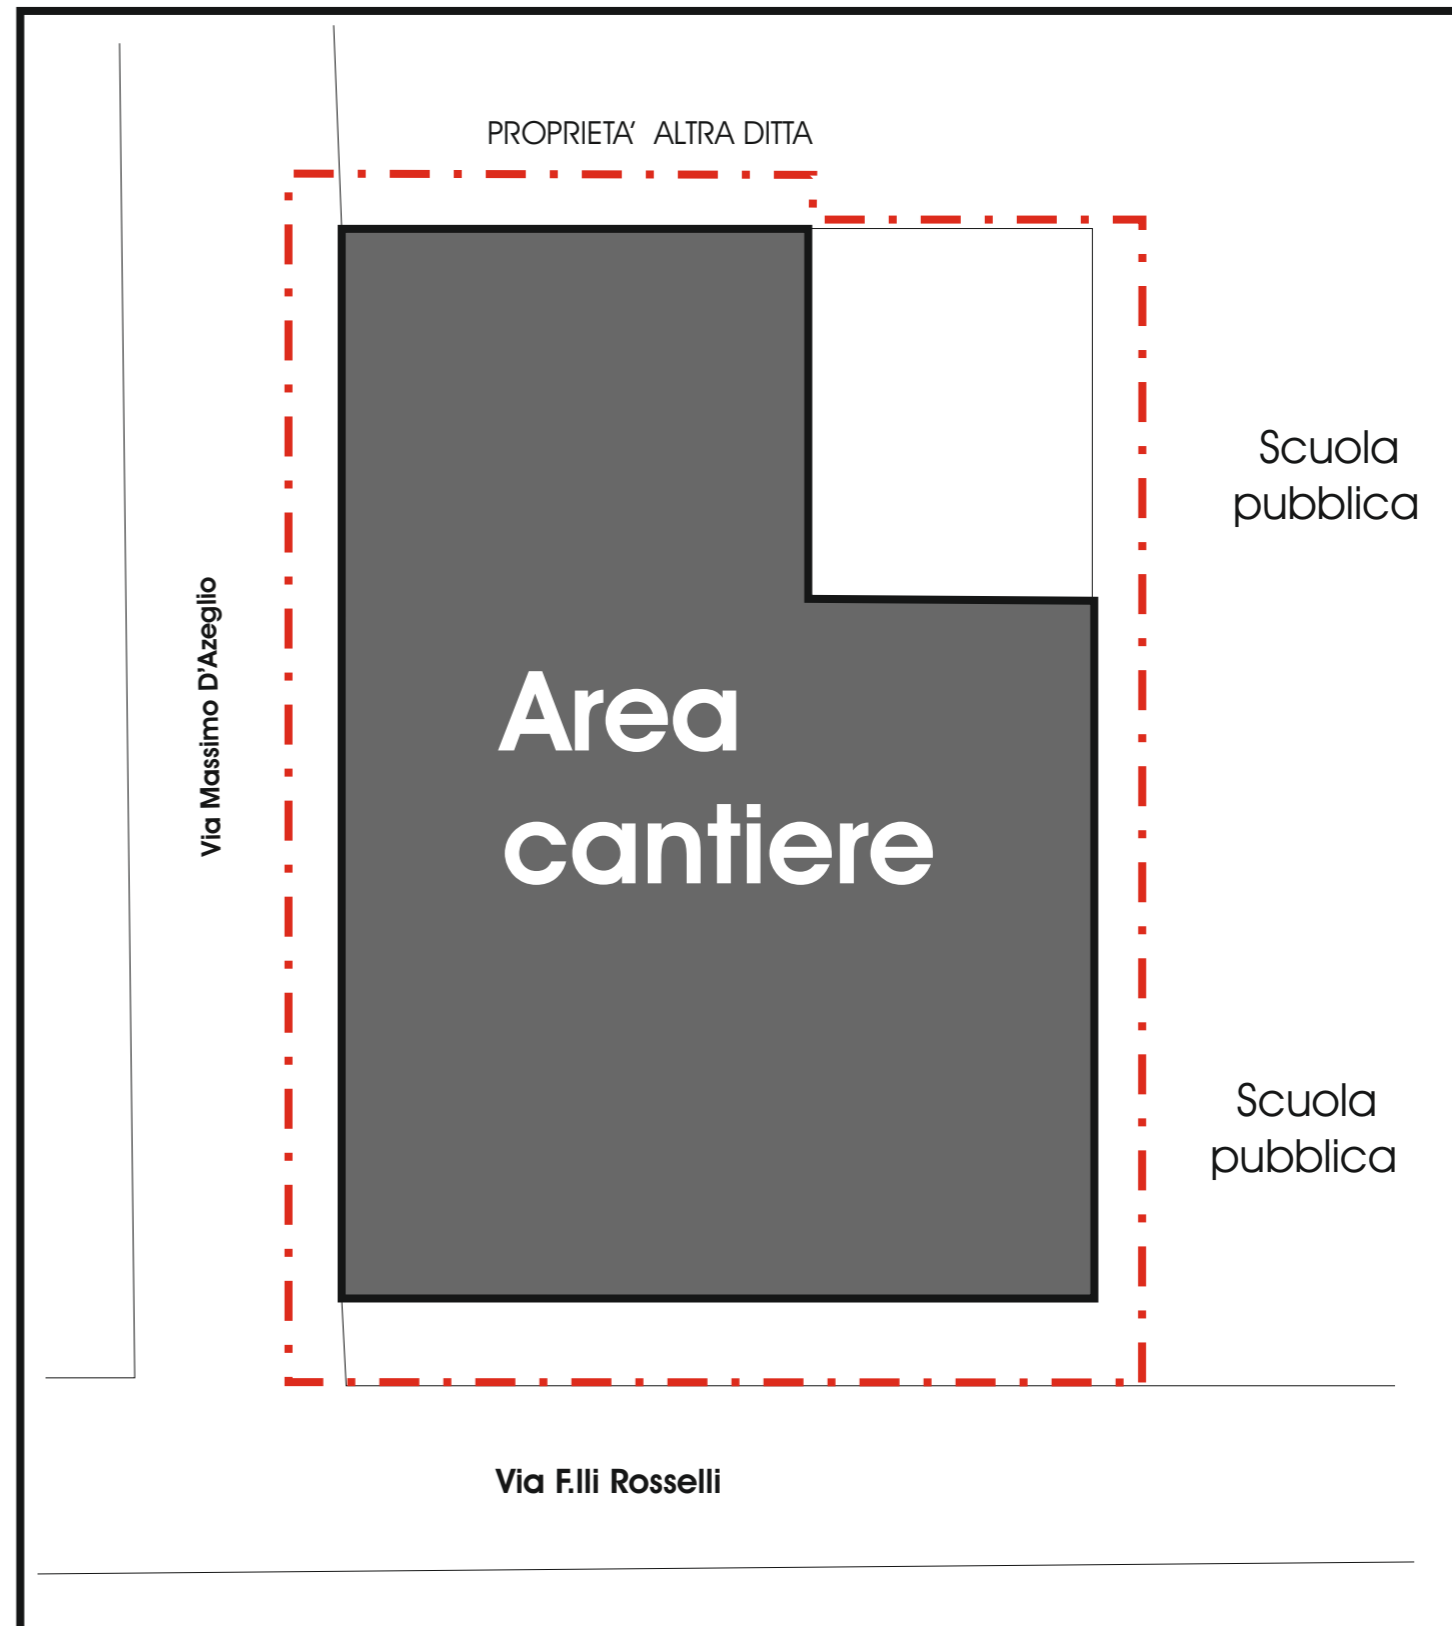 PROPRIETA' ALTRA DITTA
Scuola
pubblica
Via Massimo D'Azeglio
Area
cantiere
Scuola
pubblica
Via F.lli Rosselli